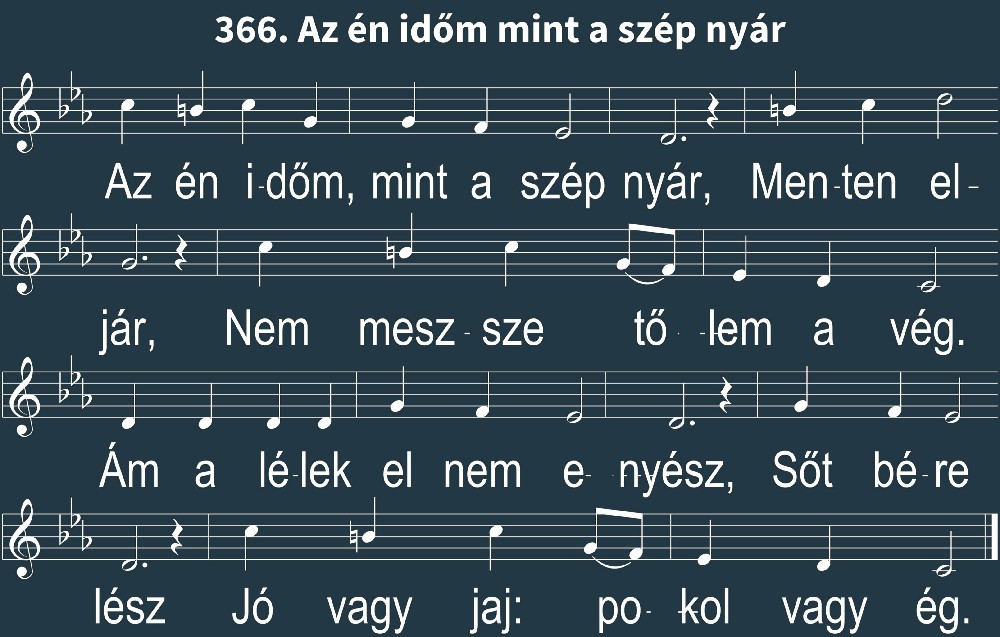 366. Az én időm mint a szép nyár
Az én i-dőm, mint a szép nyár, Men-ten el-
jár, Nem mesz-sze tő-lem a vég.
Ám a lé-lek el nem e-nyész, Sőt bé-re
lész Jó vagy jaj: po-kol vagy ég.